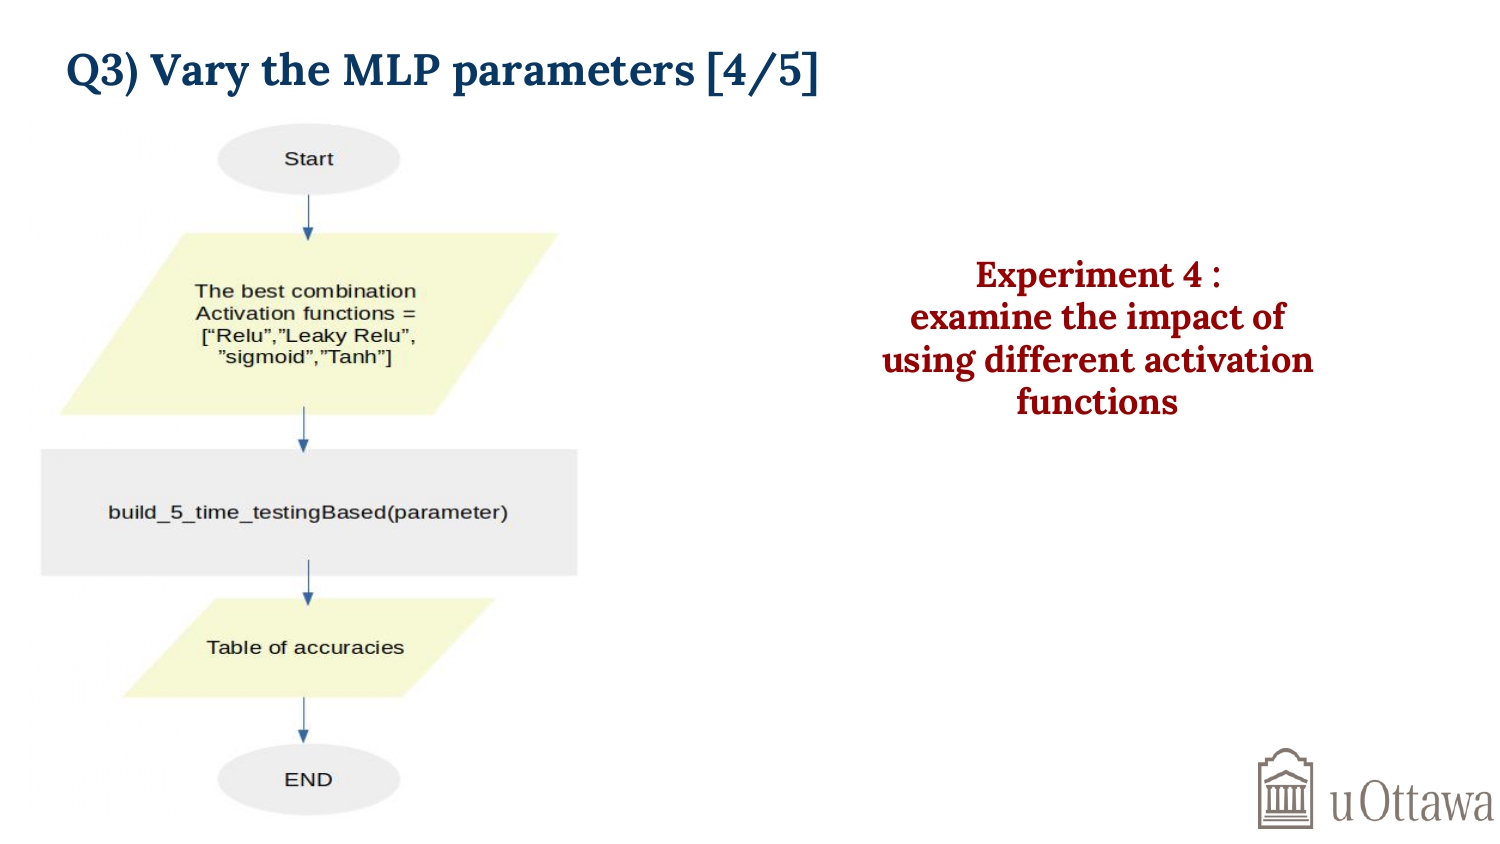 Q3) Vary the MLP parameters [4/5]
Start
The best combination
Activation functions =
[“Relu”,”Leaky Relu”,
”sigmoid”,”Tanh”]
build_5_time_testingBased(parameter)
Table of accuracies
END
Experiment 4 :
examine the impact of
using different activation
functions
uOttawa